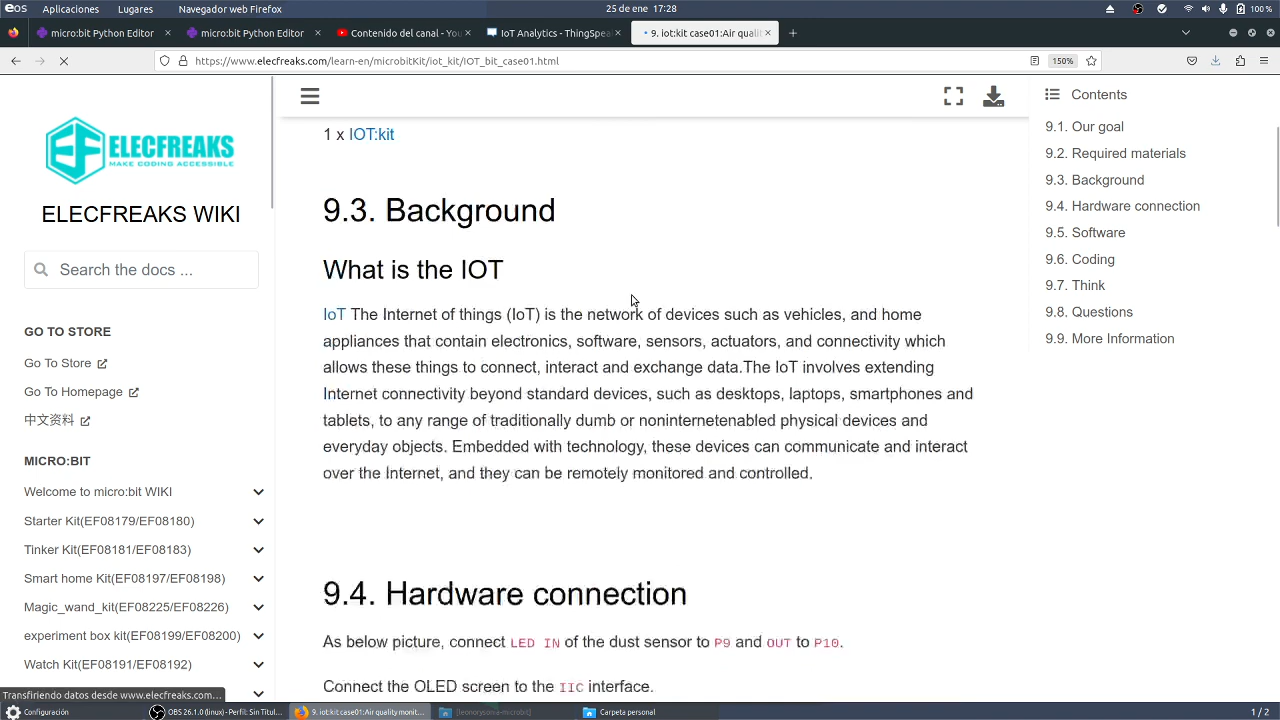 Aplicaciones Lugares Navegador web Firefox 25 de ene 17:28 100 %
micro:bit Python Editor × micro:bit Python Editor × Contenido del canal - You × IoT Analytics - ThingSpeak × 9. iot:kit case01:Air qualit ×
https://www.elecfreaks.com/learn-en/microbitKit/iot_kit/IOT_bit_case01.html 150%
ELECFREAKS
MAKE CODING ACCESSIBLE
ELECFREAKS WIKI
Search the docs ...
GO TO STORE
Go To Store
Go To Homepage
中文资料
MICRO:BIT
Welcome to micro:bit WIKI
Starter Kit(EF08179/EF08180)
Tinker Kit(EF08181/EF08183)
Smart home Kit(EF08197/EF08198)
Magic_wand_kit(EF08225/EF08226)
experiment box kit(EF08199/EF08200)
Watch Kit(EF08191/EF08192)
1 x IOT:kit
9.3. Background
What is the IOT
IoT The Internet of things (IoT) is the network of devices such as vehicles, and home
appliances that contain electronics, software, sensors, actuators, and connectivity which
allows these things to connect, interact and exchange data.The IoT involves extending
Internet connectivity beyond standard devices, such as desktops, laptops, smartphones and
tablets, to any range of traditionally dumb or noninternetenabled physical devices and
everyday objects. Embedded with technology, these devices can communicate and interact
over the Internet, and they can be remotely monitored and controlled.
9.4. Hardware connection
As below picture, connect LED IN of the dust sensor to P9 and OUT to P10.
Connect the OLED screen to the IIC interface.
Contents
9.1. Our goal
9.2. Required materials
9.3. Background
9.4. Hardware connection
9.5. Software
9.6. Coding
9.7. Think
9.8. Questions
9.9. More Information
Transfiriendo datos desde www.elecfreaks.com...
Configuración OBS 26.1.0 (linux) - Perfil: Sin Titul... 9. iot:kit case01:Air quality monit... [leonarysonia-microbit] Carpeta personal 1 / 2